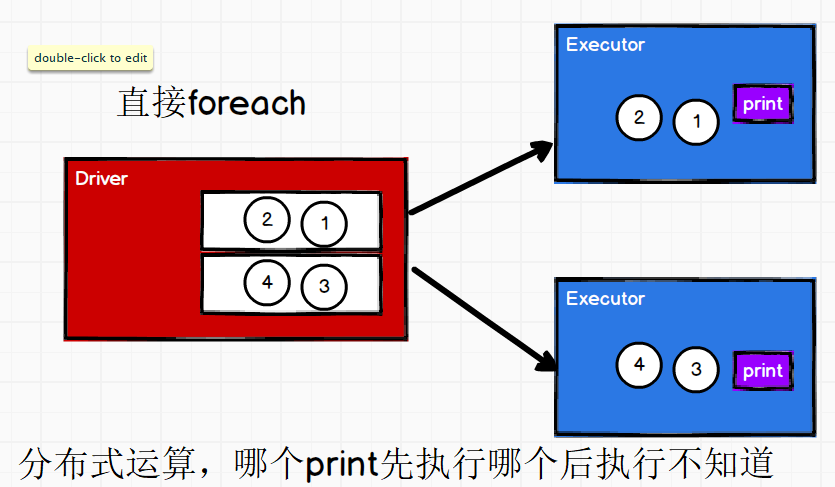 double-click to edit
直接foreach
Driver
2 1
4 3
Executor
2 1 print
Executor
4 3 print
分布式运算，哪个print先执行哪个后执行不知道